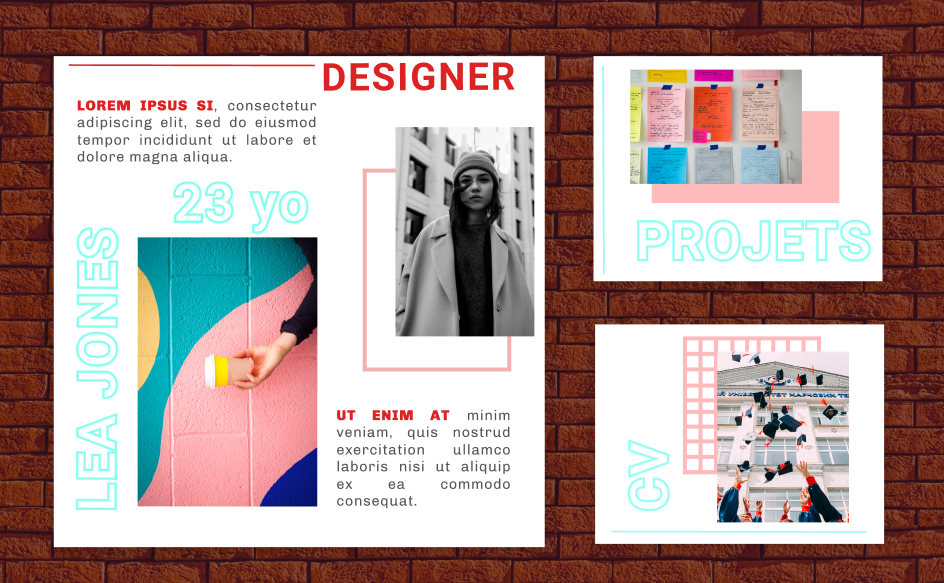 DESIGNER
LOREM IPSUS SI, consectetur
adipiscing elit, sed do eiusmod
tempor incididunt ut labore et
dolore magna aliqua.
23 yo
LEA JONES
UT ENIM AT minim
veniam, quis nostrud
exercitation ullamco
laboris nisi ut aliquip
ex ea commodo
consequat.
PROJETS
CV